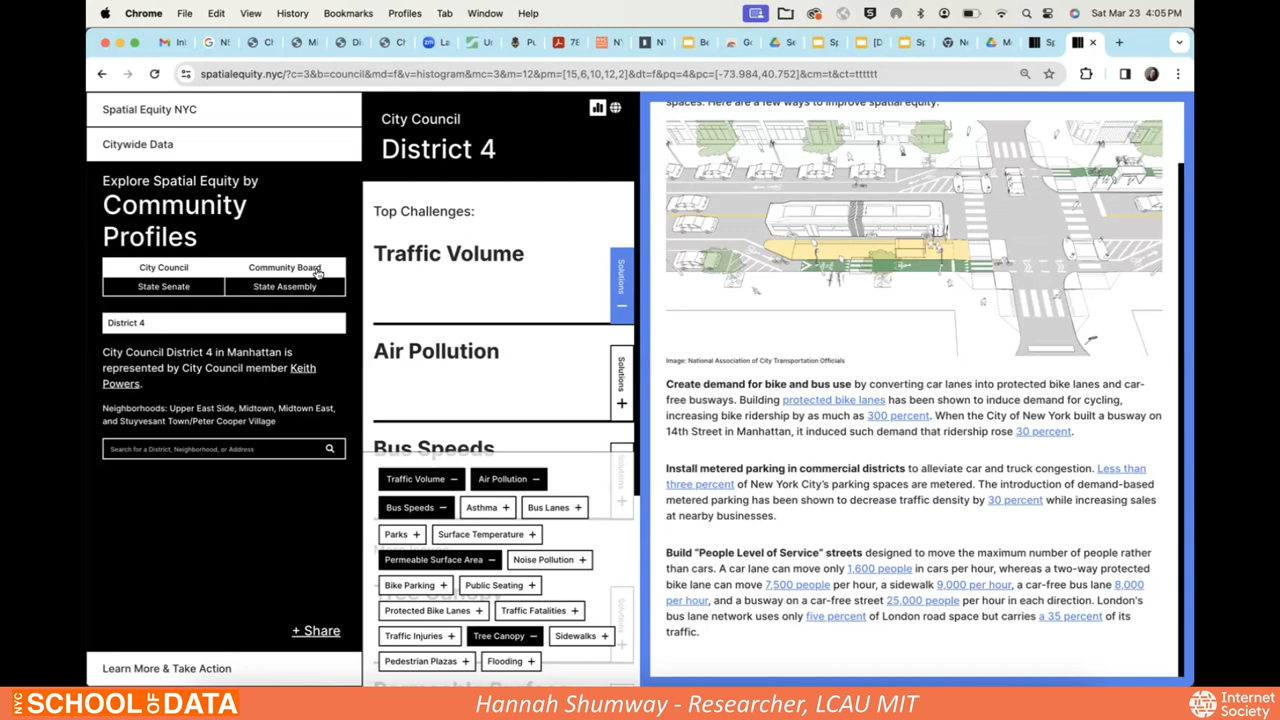 Chrome File Edit View History Bookmarks Profiles Tab Window Help Sat Mar 23 4:05 PM
spatialequity.nyc/?c=3&b=council&md=f&v=histogram&mc=3&m=12&pm=[15,6,10,12,2]&dt=f&pq=4&pc=[-73.984,40.752]&cm=t&ct=tttttt
Spatial Equity NYC
Citywide Data
Explore Spatial Equity by
Community
Profiles
City Council Community Board
State Senate State Assembly
District 4
City Council District 4 in Manhattan is
represented by City Council member Keith
Powers.
Neighborhoods: Upper East Side, Midtown, Midtown East,
and Stuyvesant Town/Peter Cooper Village
Search for a District, Neighborhood, or Address
+ Share
Learn More & Take Action
City Council
District 4
Top Challenges:
Traffic Volume
Solutions
Air Pollution
Solutions
Bus Speeds
Solutions
Traffic Volume − Air Pollution −
Bus Speeds − Asthma + Bus Lanes +
Parks + Surface Temperature +
Permeable Surface Area − Noise Pollution +
Bike Parking + Public Seating +
Protected Bike Lanes + Traffic Fatalities +
Traffic Injuries + Tree Canopy − Sidewalks +
Pedestrian Plazas + Flooding +
spaces. Here are a few ways to improve spatial equity.
Image: National Association of City Transportation Officials
Create demand for bike and bus use by converting car lanes into protected bike lanes and car-
free busways. Building protected bike lanes has been shown to induce demand for cycling,
increasing bike ridership by as much as 300 percent. When the City of New York built a busway on
14th Street in Manhattan, it induced such demand that ridership rose 30 percent.
Install metered parking in commercial districts to alleviate car and truck congestion. Less than
three percent of New York City's parking spaces are metered. The introduction of demand-based
metered parking has been shown to decrease traffic density by 30 percent while increasing sales
at nearby businesses.
Build "People Level of Service" streets designed to move the maximum number of people rather
than cars. A car lane can move only 1,600 people in cars per hour, whereas a two-way protected
bike lane can move 7,500 people per hour, a sidewalk 9,000 per hour, a car-free bus lane 8,000
per hour, and a busway on a car-free street 25,000 people per hour in each direction. London's
bus lane network uses only five percent of London road space but carries a 35 percent of its
traffic.
NYC SCHOOL OF DATA
Hannah Shumway - Researcher, LCAU MIT
Internet
Society